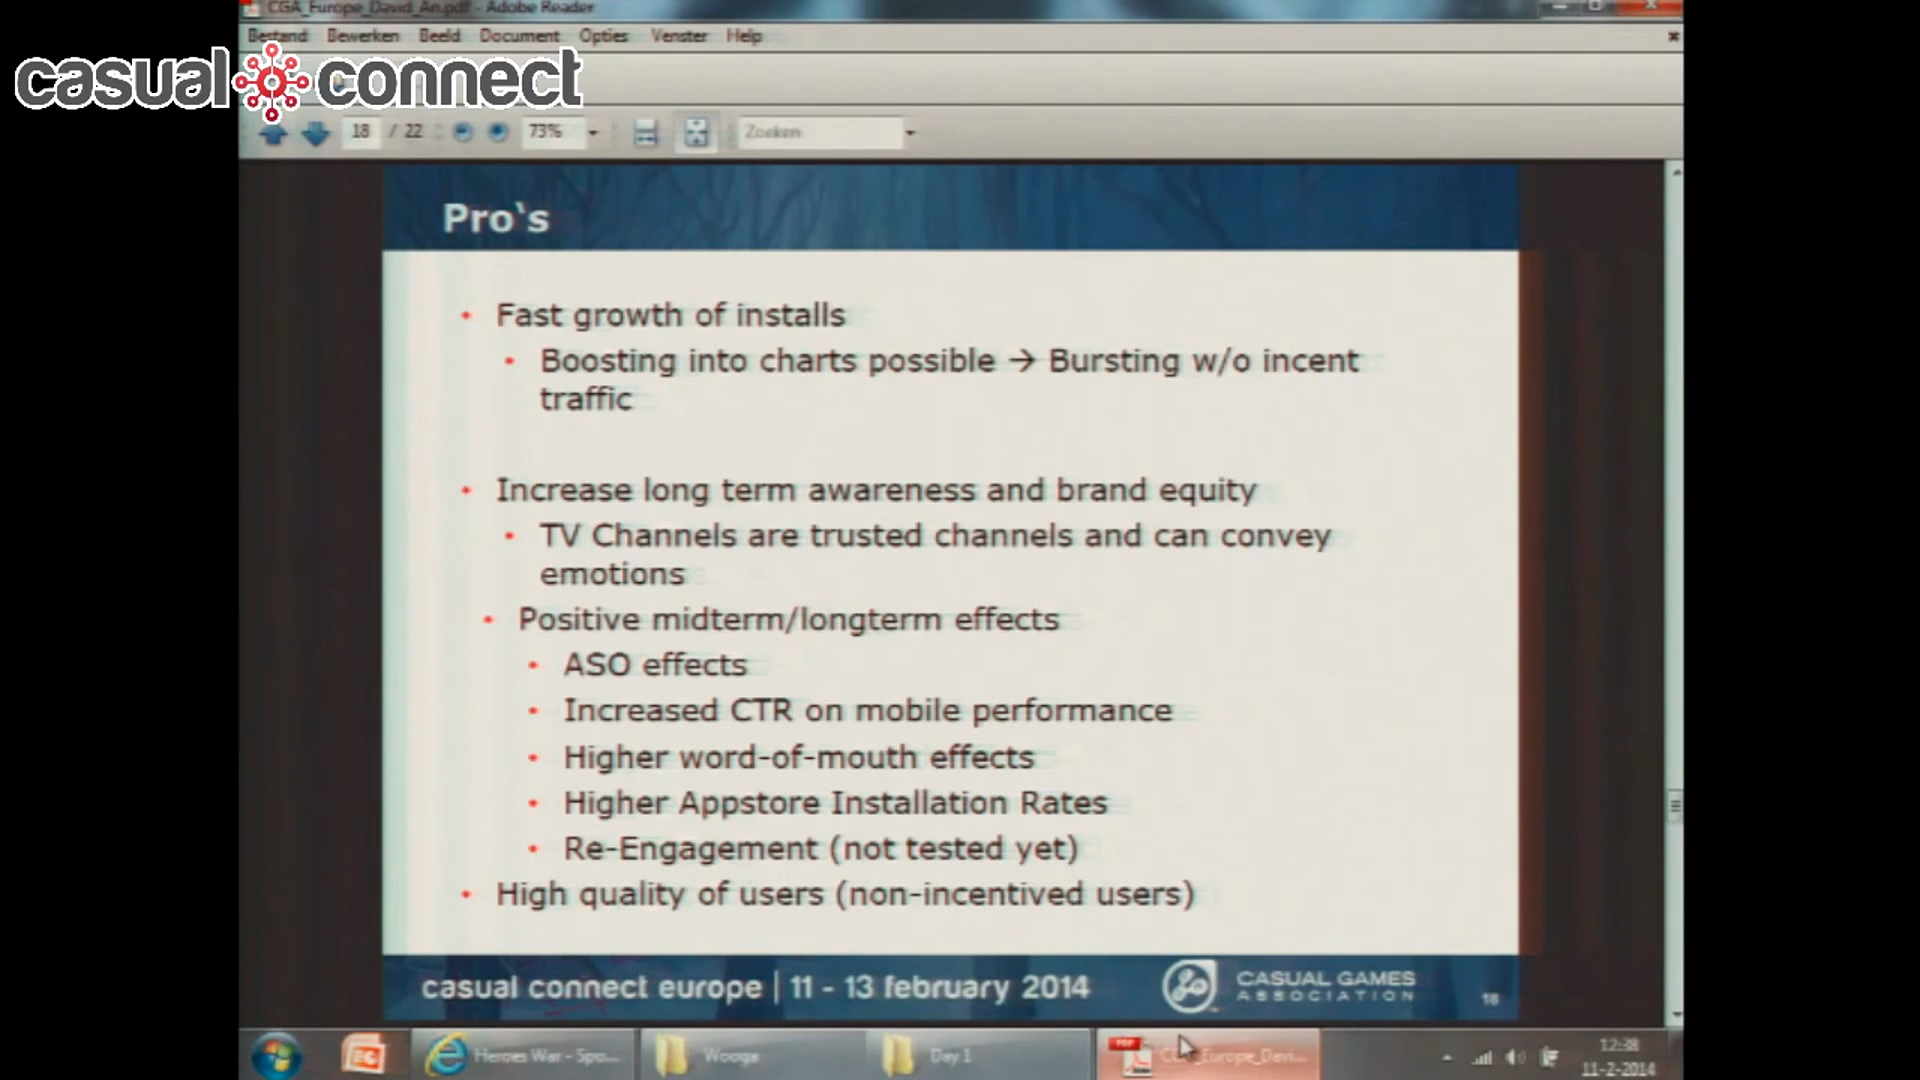 CGA_Europe_David_An.pdf - Adobe Reader
Bestand Bewerken Beeld Document Opties Venster Help
casual connect
18 / 22 73% Zoeken
Pro‘s
• Fast growth of installs
• Boosting into charts possible → Bursting w/o incent
traffic
• Increase long term awareness and brand equity
• TV Channels are trusted channels and can convey
emotions
• Positive midterm/longterm effects
• ASO effects
• Increased CTR on mobile performance
• Higher word-of-mouth effects
• Higher Appstore Installation Rates
• Re-Engagement (not tested yet)
• High quality of users (non-incentived users)
casual connect europe | 11 - 13 february 2014
CASUAL GAMES
ASSOCIATION
18
Heroes War - Spo... Wooga Day 1 CGA_Europe_Davi...
12:38
11-2-2014